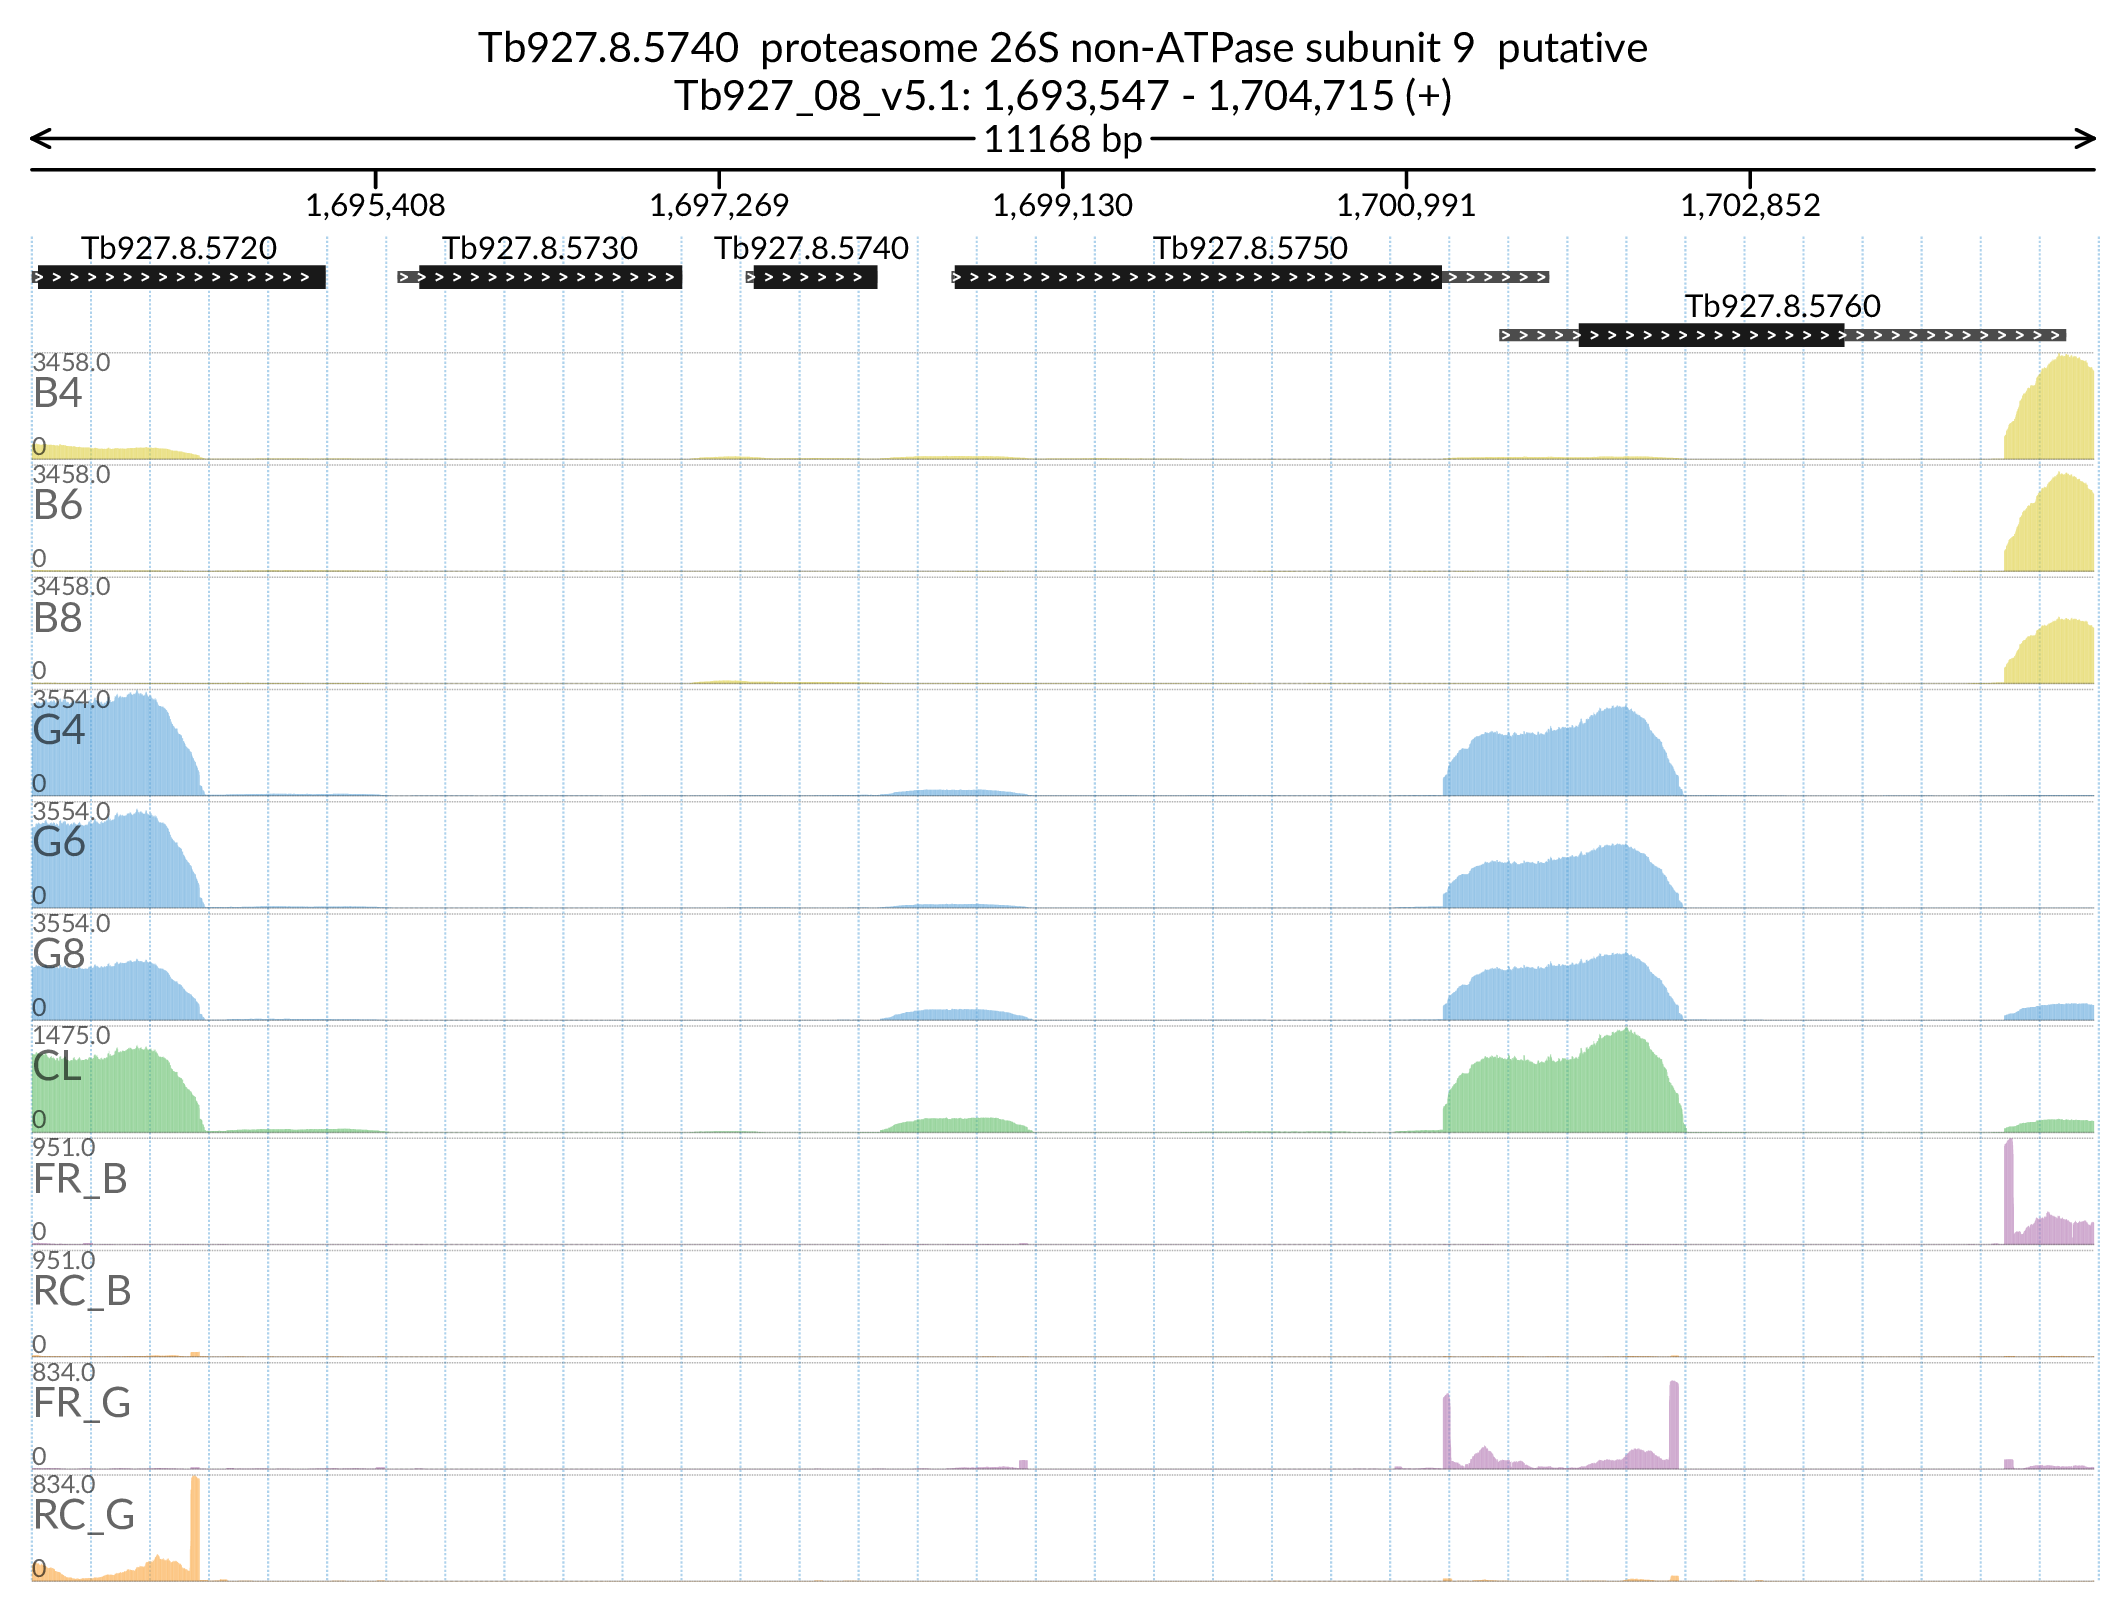 Tb927.8.5740  proteasome 26S non-ATPase subunit 9  putative
Tb927_08_v5.1: 1,693,547 - 1,704,715 (+)
11168 bp
1,695,408 1,697,269 1,699,130 1,700,991 1,702,852
Tb927.8.5720 Tb927.8.5730 Tb927.8.5740 Tb927.8.5750
Tb927.8.5760
3458.0
B4
0
3458.0
B6
0
3458.0
B8
0
3554.0
G4
0
3554.0
G6
0
3554.0
G8
0
1475.0
CL
0
951.0
FR_B
0
951.0
RC_B
0
834.0
FR_G
0
834.0
RC_G
0